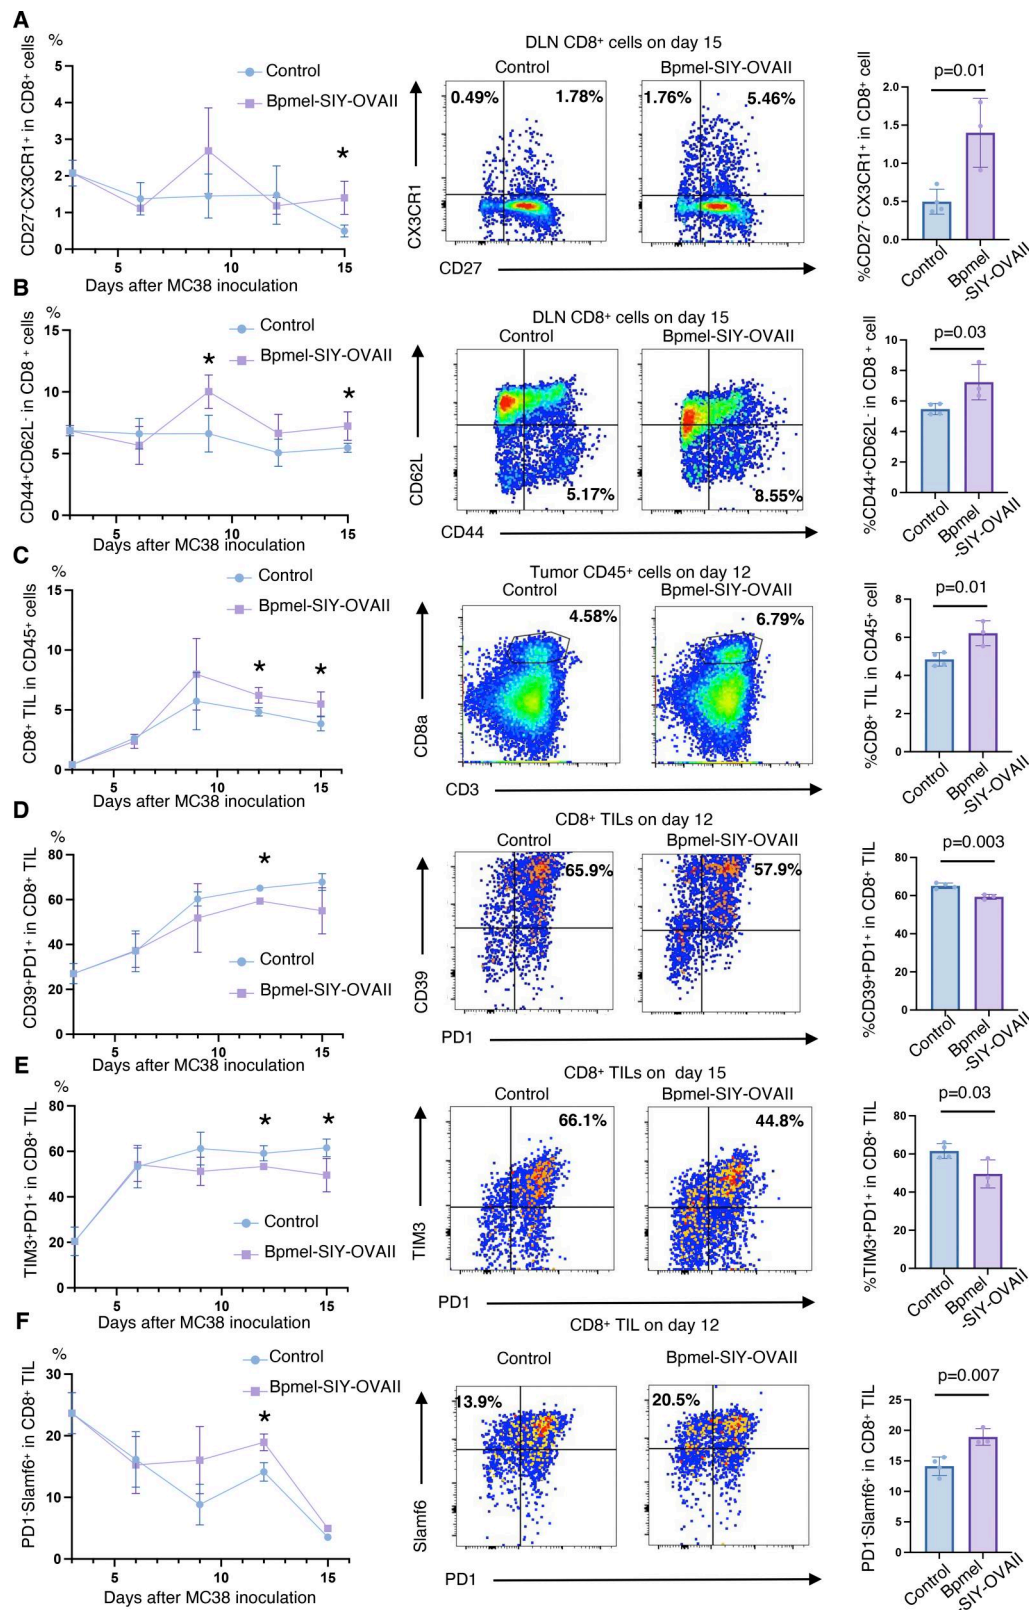 A
%
CD27-CX3CR1+ in CD8+ cells
5
4
3
2
1
0
5
10
15
Days after MC38 inoculation
Control
Bpmel-SIY-OVAII
*
DLN CD8+ cells on day 15
Control
Bpmel-SIY-OVAII
0.49%
1.78%
1.76%
5.46%
CX3CR1
CD27
%CD27- CX3CR1+ in CD8+ cell
p=0.01
2.0
1.5
1.0
0.5
0.0
Control
Bpmel
-SIY-OVAII
B
%
CD44+CD62L- in CD8 + cells
15
10
5
0
5
10
15
Days after MC38 inoculation
Control
Bpmel-SIY-OVAII
*
*
DLN CD8+ cells on day 15
Control
Bpmel-SIY-OVAII
5.17%
8.55%
CD62L
CD44
%CD44+CD62L- in CD8 + cell
p=0.03
10
8
6
4
2
0
Control
Bpmel
-SIY-OVAII
C
%
CD8+ TIL in CD45+ cells
15
10
5
0
5
10
15
Days after MC38 inoculation
Control
Bpmel-SIY-OVAII
*
*
Tumor CD45+ cells on day 12
Control
Bpmel-SIY-OVAII
4.58%
6.79%
CD8a
CD3
%CD8+ TIL in CD45+ cell
p=0.01
8
6
4
2
0
Control
Bpmel
-SIY-OVAII
D
%
CD39+PD1+ in CD8+ TIL
80
60
40
20
0
5
10
15
Days after MC38 inoculation
*
Control
Bpmel-SIY-OVAII
CD8+ TILs on day 12
Control
Bpmel-SIY-OVAII
65.9%
57.9%
CD39
PD1
%CD39+PD1+ in CD8+ TIL
p=0.003
80
60
40
20
0
Control
Bpmel
-SIY-OVAII
E
%
TIM3+PD1+ in CD8+ TIL
80
60
40
20
0
5
10
15
Days after MC38 inoculation
*
*
Control
Bpmel-SIY-OVAII
CD8+ TILs on day 15
Control
Bpmel-SIY-OVAII
66.1%
44.8%
TIM3
PD1
%TIM3+PD1+ in CD8+ TIL
p=0.03
80
60
40
20
0
Control
Bpmel
-SIY-OVAII
F
%
PD1-Slamf6+ in CD8+ TIL
30
20
10
0
5
10
15
Days after MC38 inoculation
Control
Bpmel-SIY-OVAII
*
CD8+ TIL on day 12
Control
Bpmel-SIY-OVAII
13.9%
20.5%
Slamf6
PD1
PD1-Slamf6+ in CD8+ TIL
p=0.007
25
20
15
10
5
0
Control
Bpmel
-SIY-OVAII